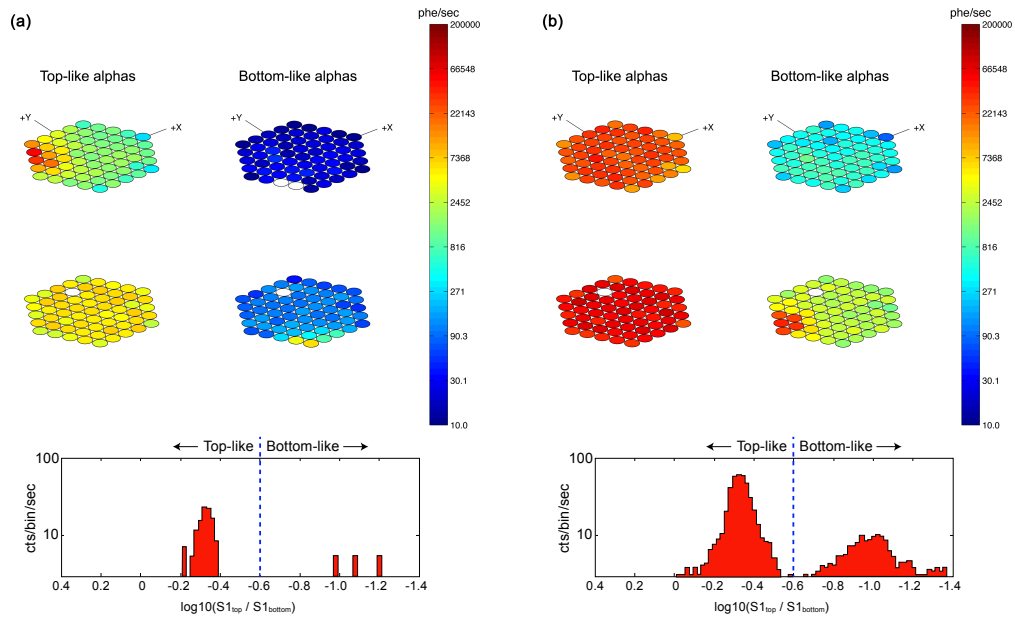 (a)
phe/sec
200000
66548
22143
7368
2452
816
271
90.3
30.1
10.0
Top-like alphas
Bottom-like alphas
+Y
+X
+Y
+X
Top-like
Bottom-like
100
10
cts/bin/sec
0.4 0.2 0 -0.2 -0.4 -0.6 -0.8 -1.0 -1.2 -1.4
log10(S1top / S1bottom)
(b)
phe/sec
200000
66548
22143
7368
2452
816
271
90.3
30.1
10.0
Top-like alphas
Bottom-like alphas
+Y
+X
+Y
+X
Top-like
Bottom-like
100
10
cts/bin/sec
0.4 0.2 0 -0.2 -0.4 -0.6 -0.8 -1.0 -1.2 -1.4
log10(S1top / S1bottom)